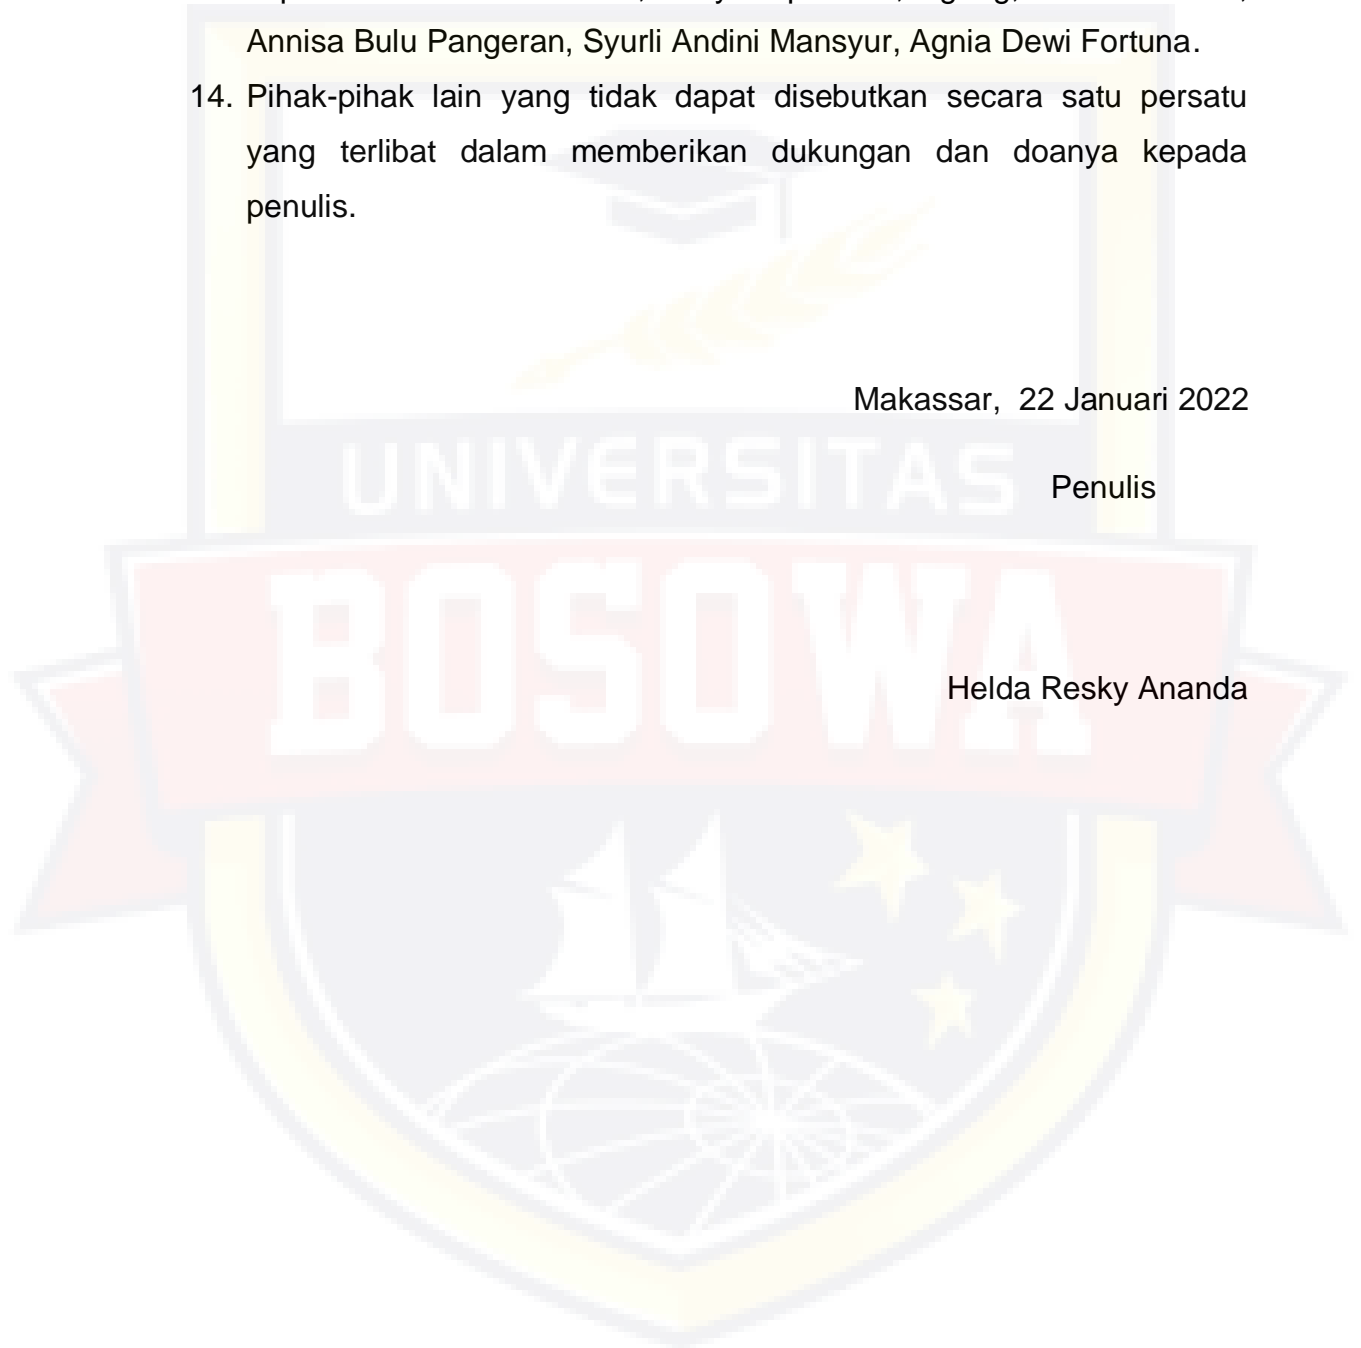 Annisa Bulu Pangeran, Syurli Andini Mansyur, Agnia Dewi Fortuna.
14. Pihak-pihak lain yang tidak dapat disebutkan secara satu persatu
yang terlibat dalam memberikan dukungan dan doanya kepada
penulis.
Makassar, 22 Januari 2022
UNIVERSITAS
Penulis
BOSOWA
Helda Resky Ananda